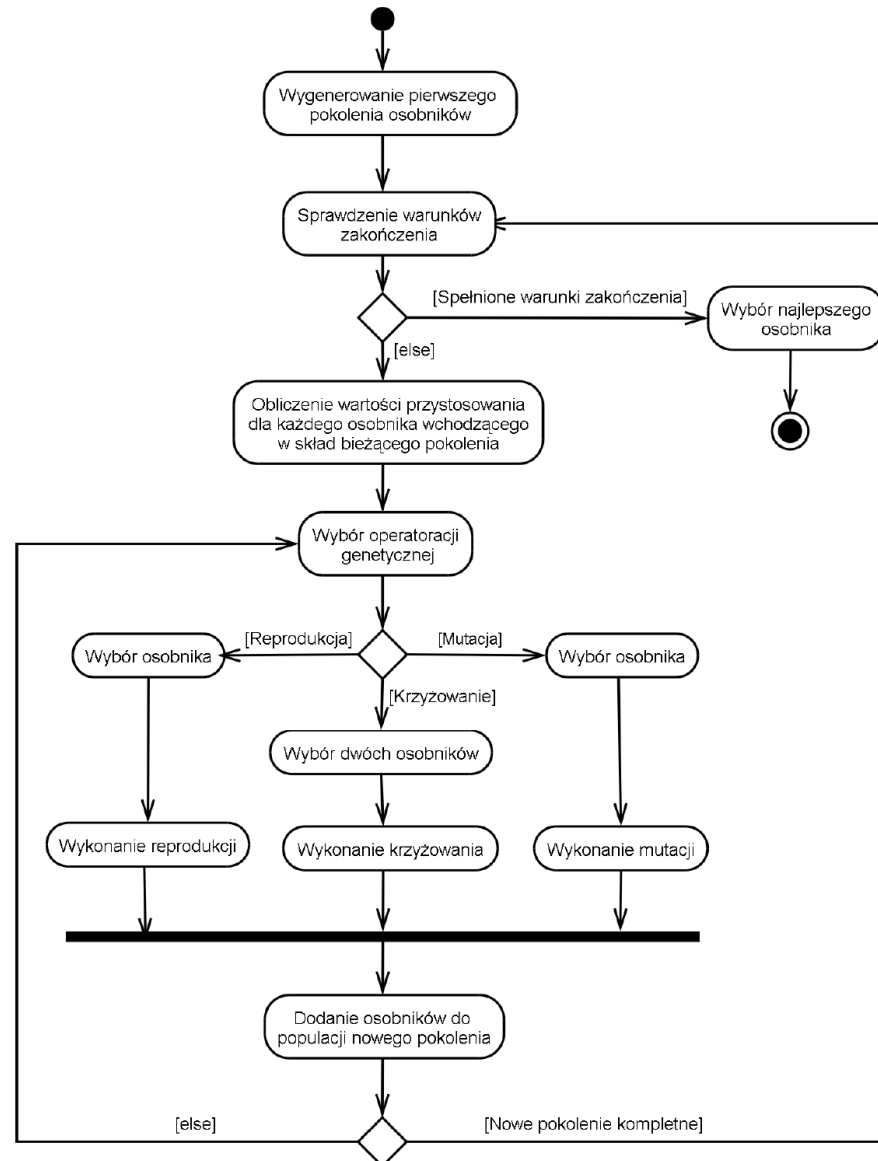 Wygenerowanie pierwszego
pokolenia osobników
Sprawdzenie warunków
zakończenia
[Spełnione warunki zakończenia]
Wybór najlepszego
osobnika
[else]
Obliczenie wartości przystosowania
dla każdego osobnika wchodzącego
w skład bieżącego pokolenia
Wybór operatoracji
genetycznej
[Reprodukcja]
[Mutacja]
Wybór osobnika
Wybór osobnika
[Krzyżowanie]
Wybór dwóch osobników
Wykonanie reprodukcji
Wykonanie krzyżowania
Wykonanie mutacji
Dodanie osobników do
populacji nowego pokolenia
[else]
[Nowe pokolenie kompletne]